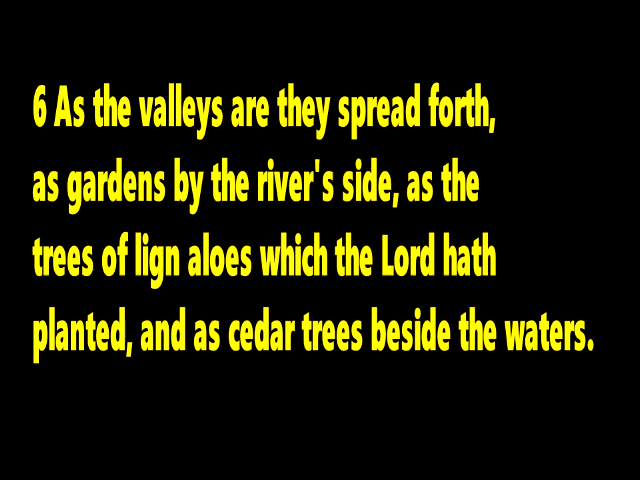 6 As the valleys are they spread forth,
as gardens by the river's side, as the
trees of lign aloes which the Lord hath
planted, and as cedar trees beside the waters.